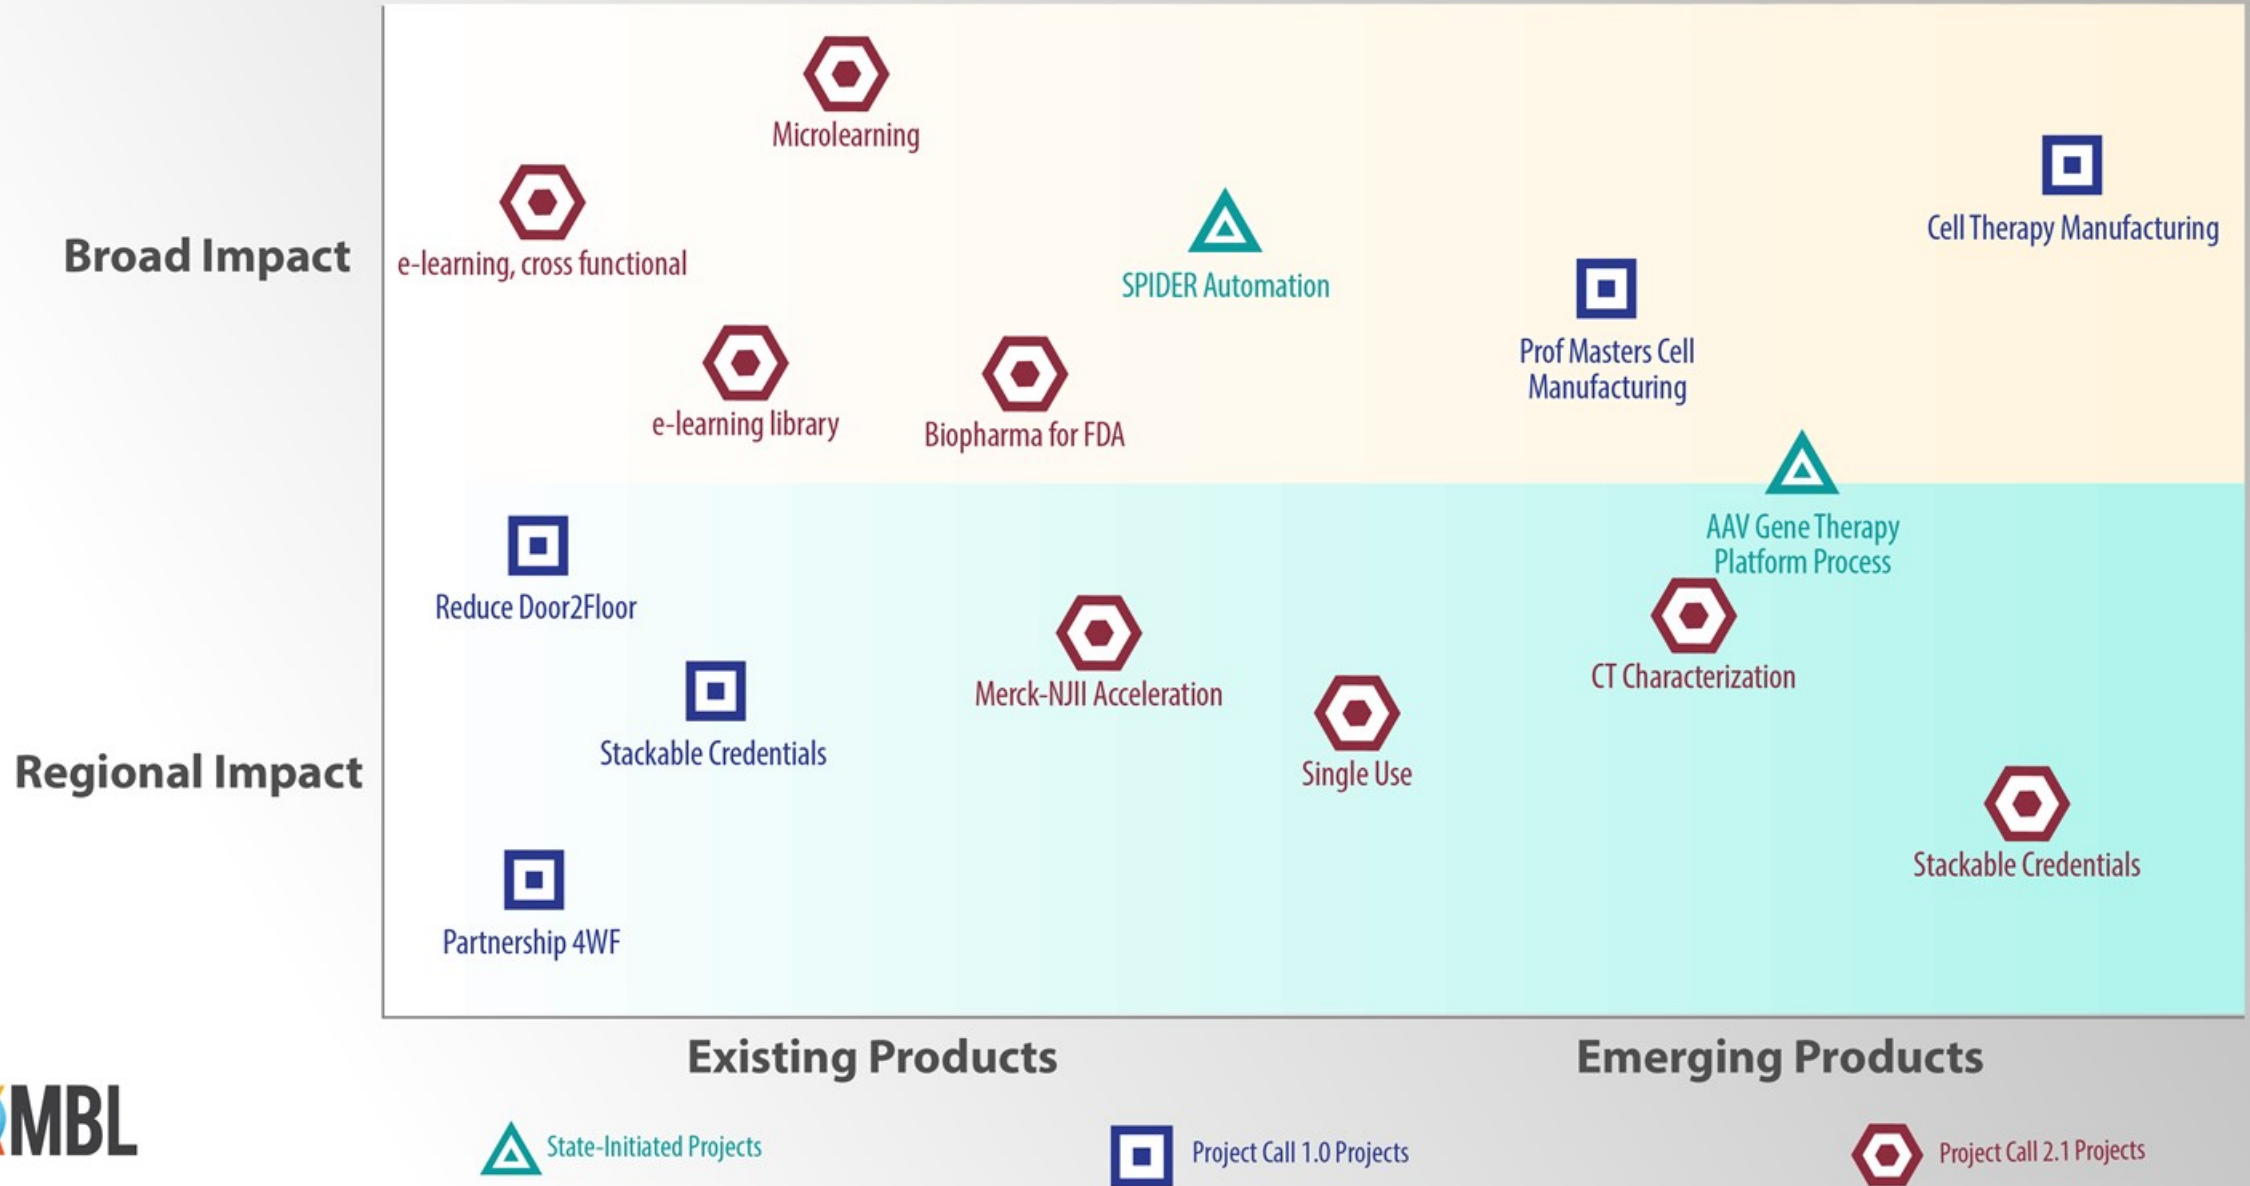 Microlearning
e-learning, cross functional
Broad Impact
SPIDER Automation
Cell Therapy Manufacturing
Prof Masters Cell
Manufacturing
e-learning library
Biopharma for FDA
AAV Gene Therapy
Platform Process
Reduce Door2Floor
Merck-NJII Acceleration
CT Characterization
Stackable Credentials
Regional Impact
Single Use
Stackable Credentials
Partnership 4WF
Existing Products
Emerging Products
MBL
State-Initiated Projects
Project Call 1.0 Projects
Project Call 2.1 Projects